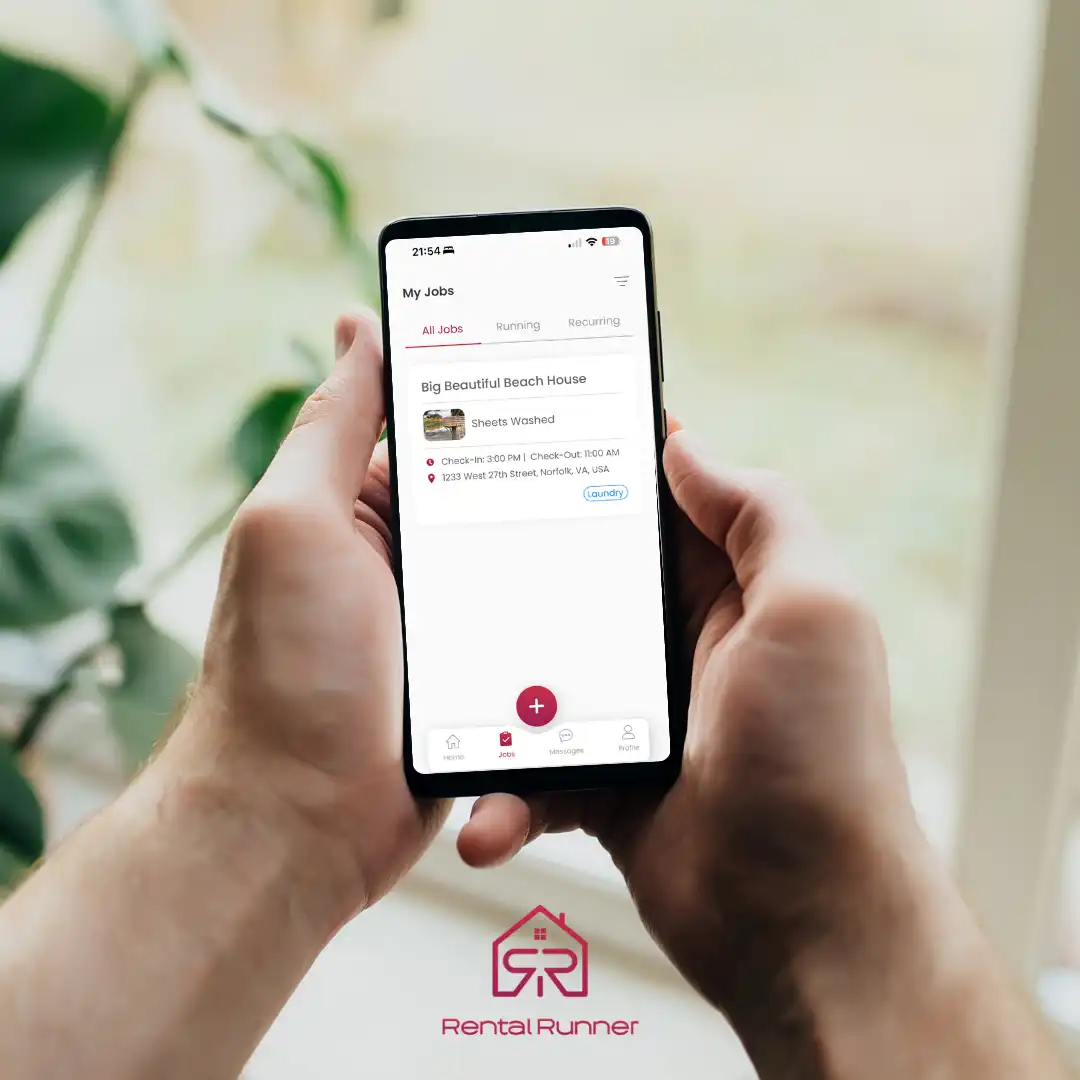 21:54
19
My Jobs
All Jobs Running Recurring
Big Beautiful Beach House
Sheets Washed
Check-In: 3:00 PM | Check-Out: 11:00 AM
1233 West 27th Street, Norfolk, VA, USA
Laundry
+
Home Jobs Messages Profile
RR
Rental Runner